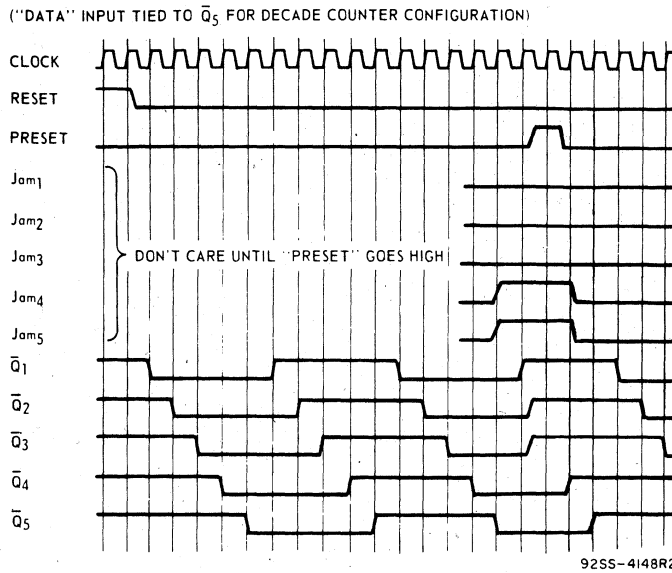 ("DATA" INPUT TIED TO Q̅5 FOR DECADE COUNTER CONFIGURATION)
CLOCK
RESET
PRESET
Jam1
Jam2
Jam3
DON'T CARE UNTIL "PRESET" GOES HIGH
Jam4
Jam5
Q̅1
Q̅2
Q̅3
Q̅4
Q̅5
92SS-4148R2